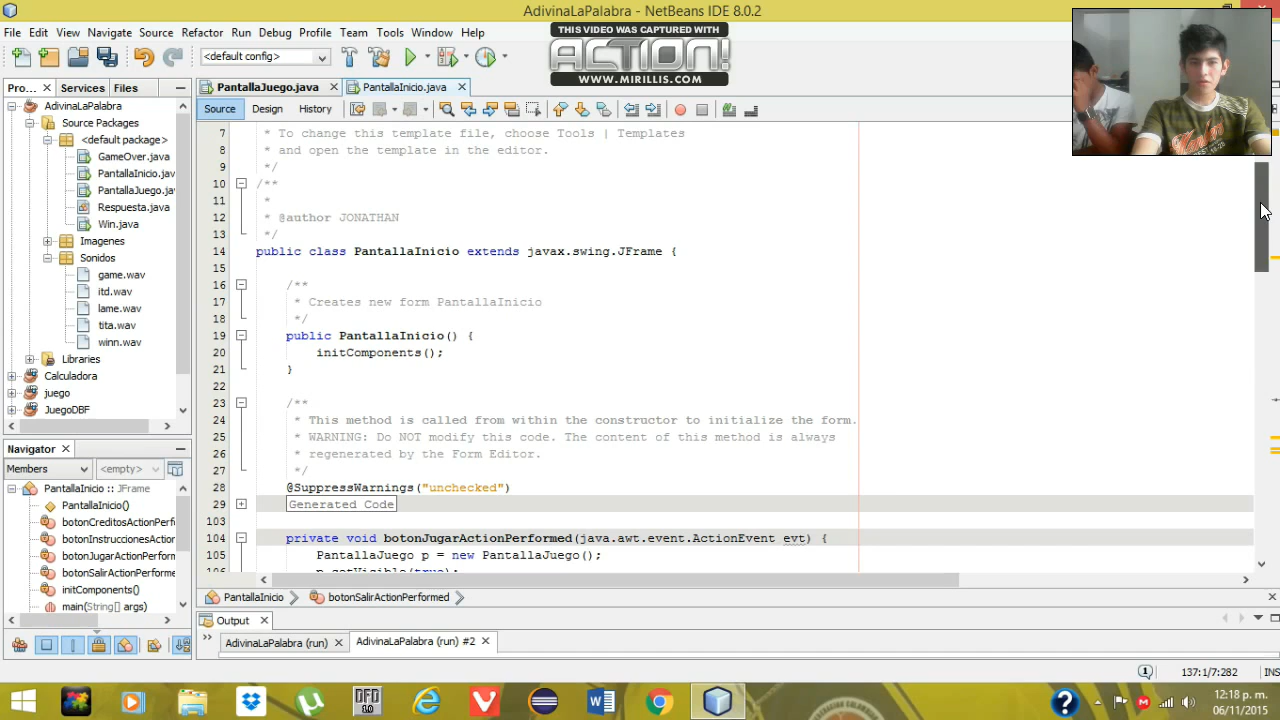 AdivinaLaPalabra - NetBeans IDE 8.0.2
File Edit View Navigate Source Refactor Run Debug Profile Team Tools Window Help
THIS VIDEO WAS CAPTURED WITH
ACTION!
WWW.MIRILLIS.COM
<default config>
Pro... Services Files
PantallaJuego.java PantallaInicio.java
Source Design History
AdivinaLaPalabra
Source Packages
<default package>
GameOver.java
PantallaInicio.jav
PantallaJuego.jav
Respuesta.java
Win.java
Imagenes
Sonidos
game.wav
itd.wav
lame.wav
tita.wav
winn.wav
Libraries
Calculadora
juego
JuegoDBF
7 * To change this template file, choose Tools | Templates
8 * and open the template in the editor.
9 */
10 /**
11 *
12 * @author JONATHAN
13 */
14 public class PantallaInicio extends javax.swing.JFrame {
15
16 /**
17 * Creates new form PantallaInicio
18 */
19 public PantallaInicio() {
20 initComponents();
21 }
22
23 /**
24 * This method is called from within the constructor to initialize the form.
25 * WARNING: Do NOT modify this code. The content of this method is always
26 * regenerated by the Form Editor.
27 */
28 @SuppressWarnings("unchecked")
29 Generated Code
103
104 private void botonJugarActionPerformed(java.awt.event.ActionEvent evt) {
105 PantallaJuego p = new PantallaJuego();
106 p.setVisible(true);
Navigator
Members <empty>
PantallaInicio :: JFrame
PantallaInicio()
botonCreditosActionPerf
botonInstruccionesAction
botonJugarActionPerform
botonSalirActionPerforme
initComponents()
main(String[] args)
PantallaInicio botonSalirActionPerformed
Output
AdivinaLaPalabra (run) AdivinaLaPalabra (run) #2
137:1/7:282 INS
DFD
1.0
12:18 p. m.
06/11/2015